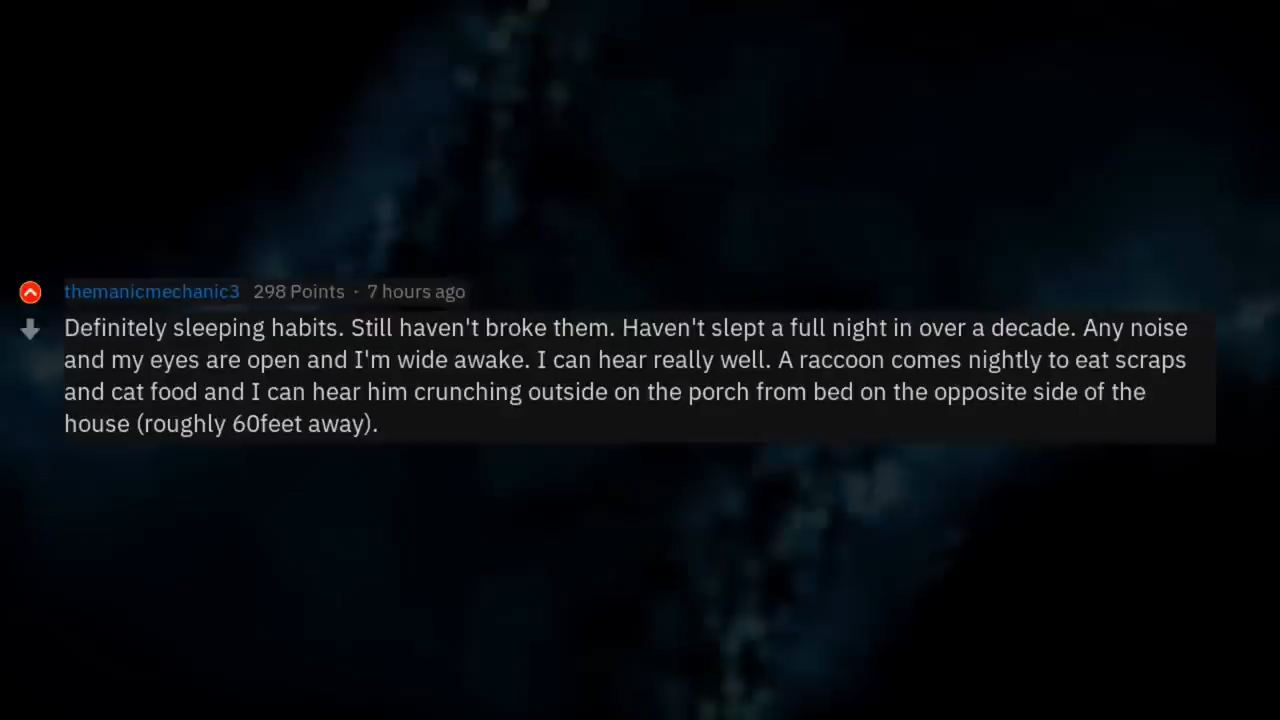 themanicmechanic3 298 Points · 7 hours ago
Definitely sleeping habits. Still haven't broke them. Haven't slept a full night in over a decade. Any noise
and my eyes are open and I'm wide awake. I can hear really well. A raccoon comes nightly to eat scraps
and cat food and I can hear him crunching outside on the porch from bed on the opposite side of the
house (roughly 60feet away).